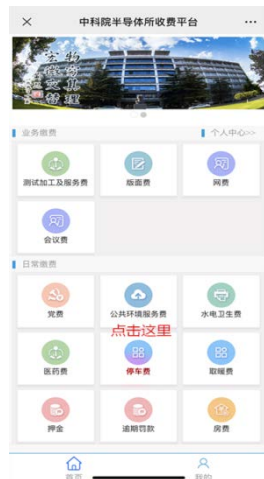 中科院半导体所收费平台
业务缴费
个人中心>>
测试加工及服务费
版面费
网费
会议费
日常缴费
党费
公共环境服务费
水电卫生费
点击这里
医药费
停车费
取暖费
押金
逾期罚款
房费
首页
我的